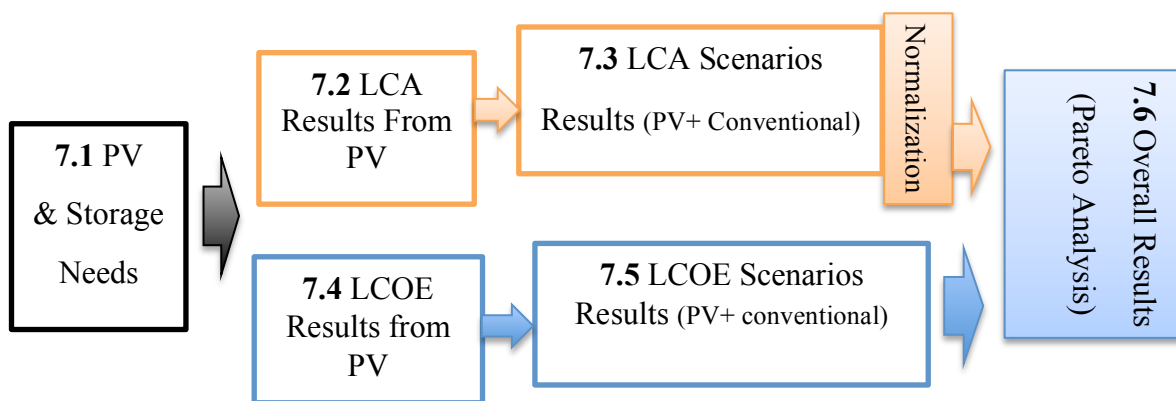 7.1 PV
& Storage
Needs
7.2 LCA
Results From
PV
7.3 LCA Scenarios
Results (PV+ Conventional)
Normalization
7.4 LCOE
Results from
PV
7.5 LCOE Scenarios
Results (PV+ conventional)
7.6 Overall Results
(Pareto Analysis)